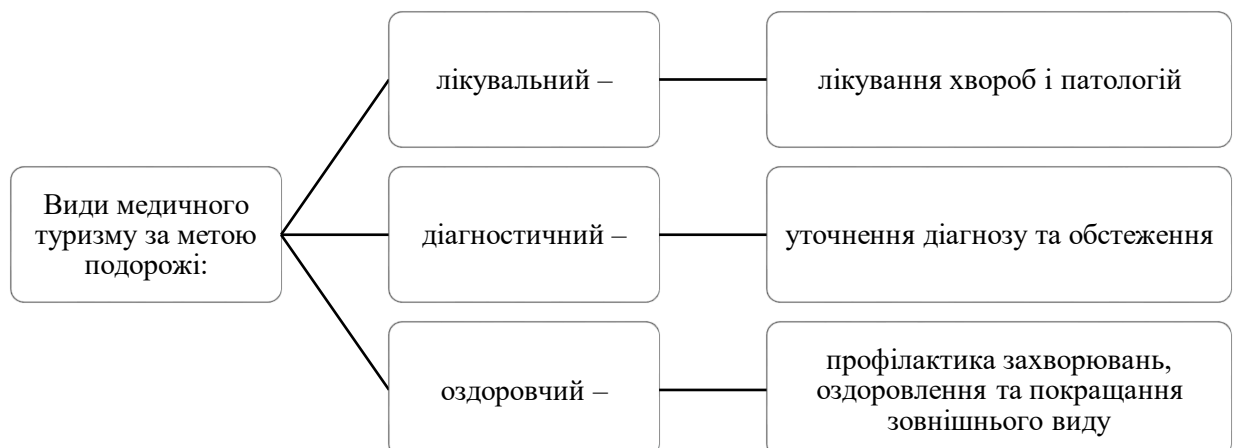 Види медичного
туризму за метою
подорожі:
лікувальний –
лікування хвороб і патологій
діагностичний –
уточнення діагнозу та обстеження
оздоровчий –
профілактика захворювань,
оздоровлення та покращання
зовнішнього виду